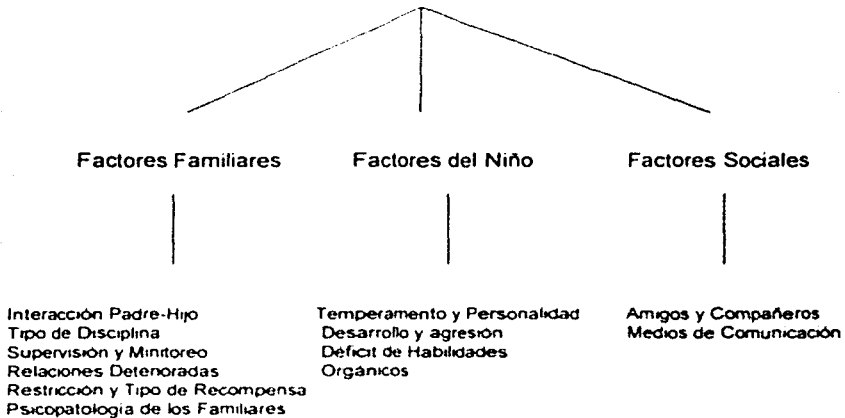 Factores Familiares
Factores del Niño
Factores Sociales
Interacción Padre-Hijo
Tipo de Disciplina
Supervisión y Minitoreo
Relaciones Deterioradas
Restricción y Tipo de Recompensa
Psicopatología de los Familiares
Temperamento y Personalidad
Desarrollo y agresión
Déficit de Habilidades
Orgánicos
Amigos y Compañeros
Medios de Comunicación